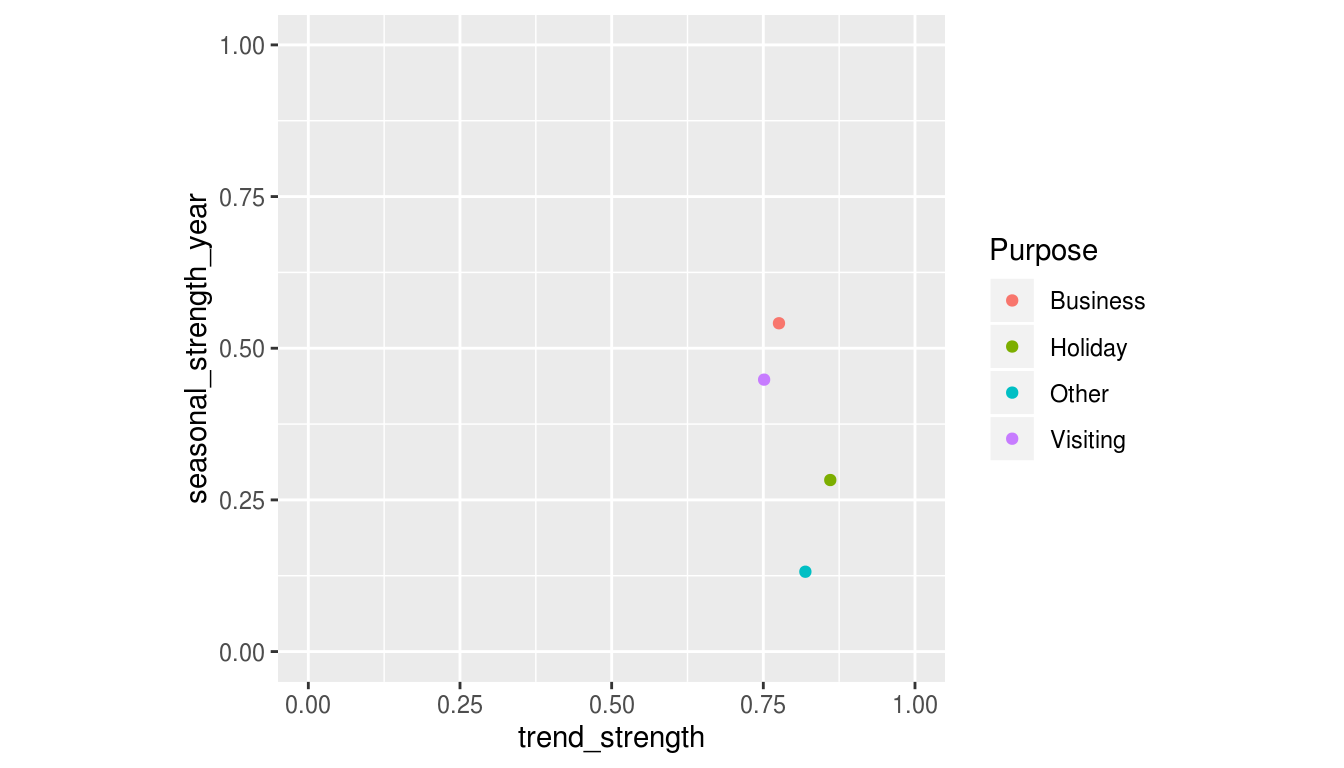 1.00
0.75
0.50
0.25
0.00
seasonal_strength_year
0.00 0.25 0.50 0.75 1.00
trend_strength
Purpose
Business
Holiday
Other
Visiting